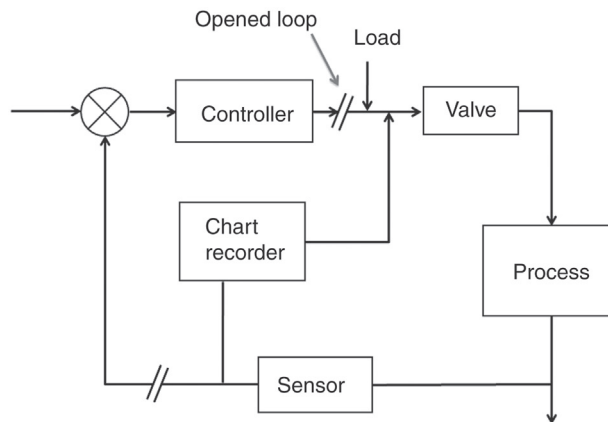 Opened loop
Load
Controller
Valve
Chart
recorder
Process
Sensor